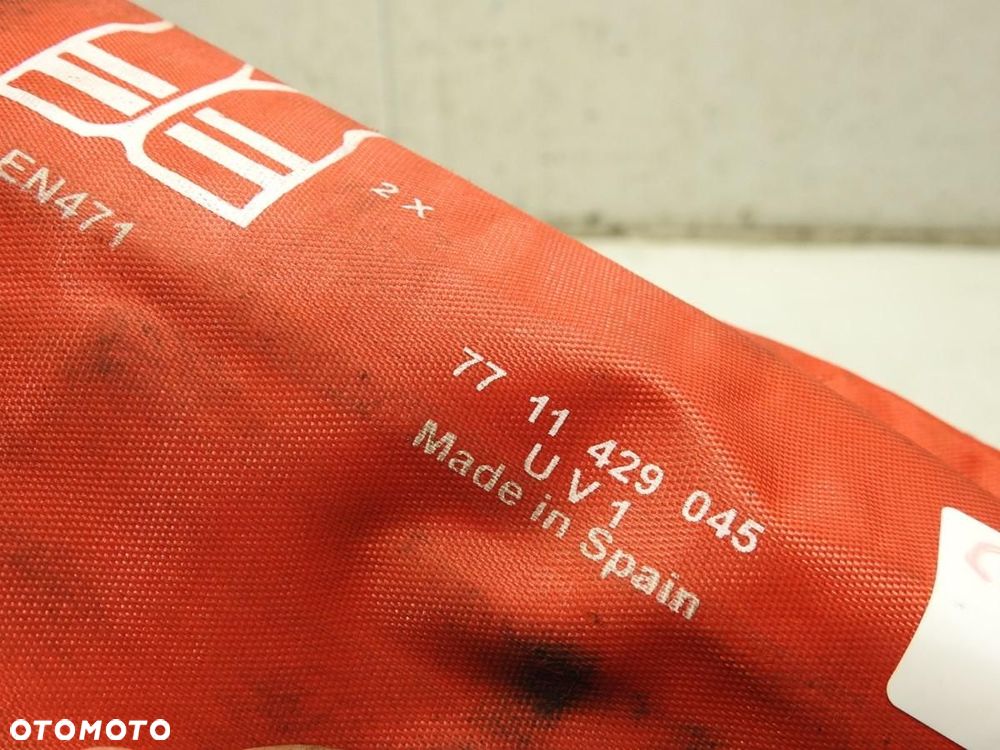 EN471
2 X
77 11 429 045
U V 1
Made in Spain
OTOMOTO